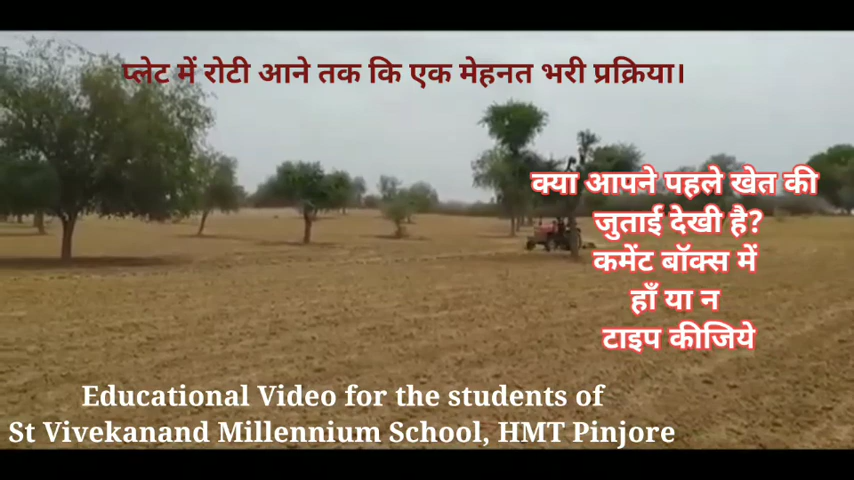 प्लेट में रोटी आने तक कि एक मेहनत भरी प्रक्रिया।
क्या आपने पहले खेत की
जुताई देखी है?
कमेंट बॉक्स में
हाँ या न
टाइप कीजिये
Educational Video for the students of
St Vivekanand Millennium School, HMT Pinjore